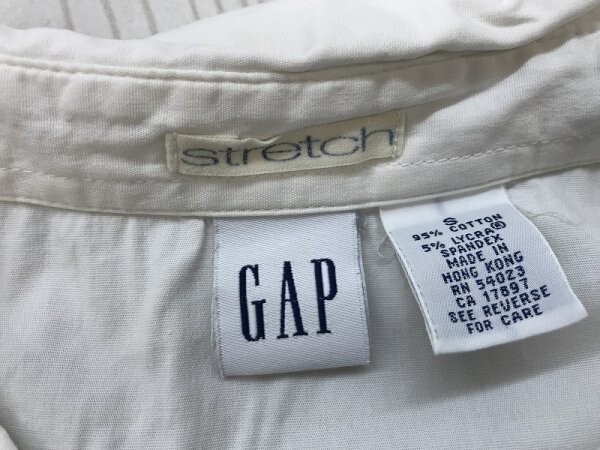 stretch
GAP
S
95% COTTON
5% LYCRA®
SPANDEX
MADE IN
HONG KONG
RN 54023
CA 17897
SEE REVERSE
FOR CARE